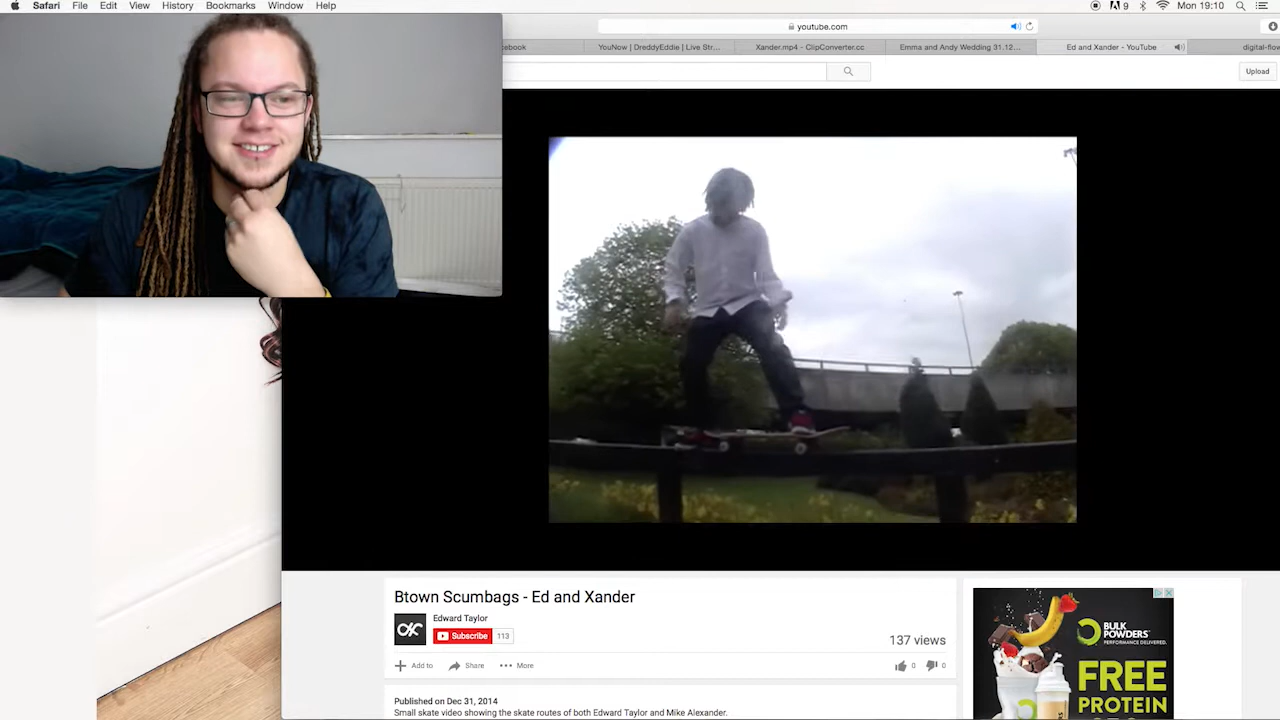 Safari File Edit View History Bookmarks Window Help
9 Mon 19:10
youtube.com
cebook
YouNow | DreddyEddie | Live Str...
Xander.mp4 - ClipConverter.cc
Emma and Andy Wedding 31.12...
Ed and Xander - YouTube
digital-flow
Upload
Btown Scumbags - Ed and Xander
Edward Taylor
Subscribe 113
137 views
Add to Share More 0 0
Published on Dec 31, 2014
Small skate video showing the skate routes of both Edward Taylor and Mike Alexander.
BULK
POWDERS
PERFORMANCE DELIVERED.
FREE
PROTEIN